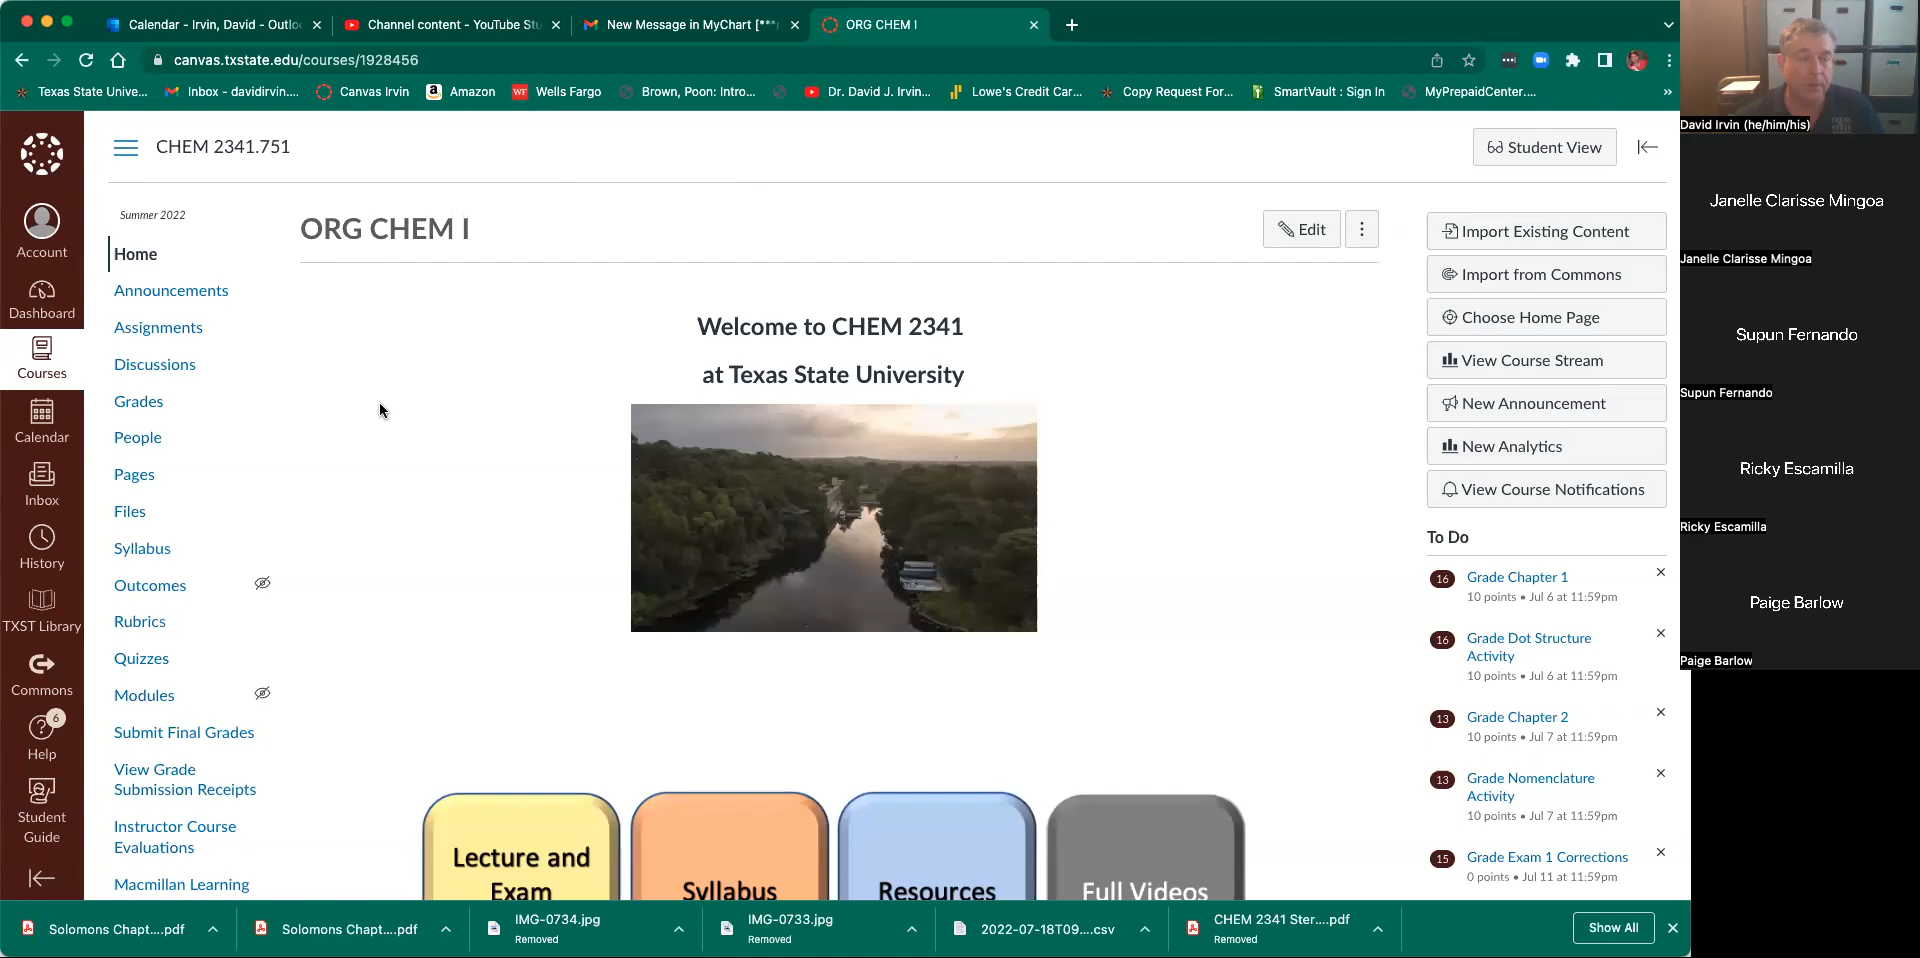 Calendar - Irvin, David - Outlo
Channel content - YouTube Stu
New Message in MyChart [***
ORG CHEM I
canvas.txstate.edu/courses/1928456
Texas State Unive...
Inbox - davidirvin....
Canvas Irvin
Amazon
WF
Wells Fargo
Brown, Poon: Intro...
Dr. David J. Irvin...
Lowe's Credit Car...
Copy Request For...
SmartVault : Sign In
MyPrepaidCenter....
»
CHEM 2341.751
Student View
Account
Dashboard
Courses
Calendar
Inbox
History
TXST Library
Commons
6
Help
Student
Guide
Summer 2022
Home
Announcements
Assignments
Discussions
Grades
People
Pages
Files
Syllabus
Outcomes
Rubrics
Quizzes
Modules
Submit Final Grades
View Grade
Submission Receipts
Instructor Course
Evaluations
Macmillan Learning
ORG CHEM I
Edit
Welcome to CHEM 2341
at Texas State University
Lecture and
Exam
Syllabus
Resources
Full Videos
Import Existing Content
Import from Commons
Choose Home Page
View Course Stream
New Announcement
New Analytics
View Course Notifications
To Do
16
Grade Chapter 1
10 points • Jul 6 at 11:59pm
16
Grade Dot Structure
Activity
10 points • Jul 6 at 11:59pm
13
Grade Chapter 2
10 points • Jul 7 at 11:59pm
13
Grade Nomenclature
Activity
10 points • Jul 7 at 11:59pm
15
Grade Exam 1 Corrections
0 points • Jul 11 at 11:59pm
Solomons Chapt....pdf
Solomons Chapt....pdf
IMG-0734.jpg
Removed
IMG-0733.jpg
Removed
2022-07-18T09....csv
CHEM 2341 Ster....pdf
Removed
Show All
David Irvin (he/him/his)
Janelle Clarisse Mingoa
Janelle Clarisse Mingoa
Supun Fernando
Supun Fernando
Ricky Escamilla
Ricky Escamilla
Paige Barlow
Paige Barlow